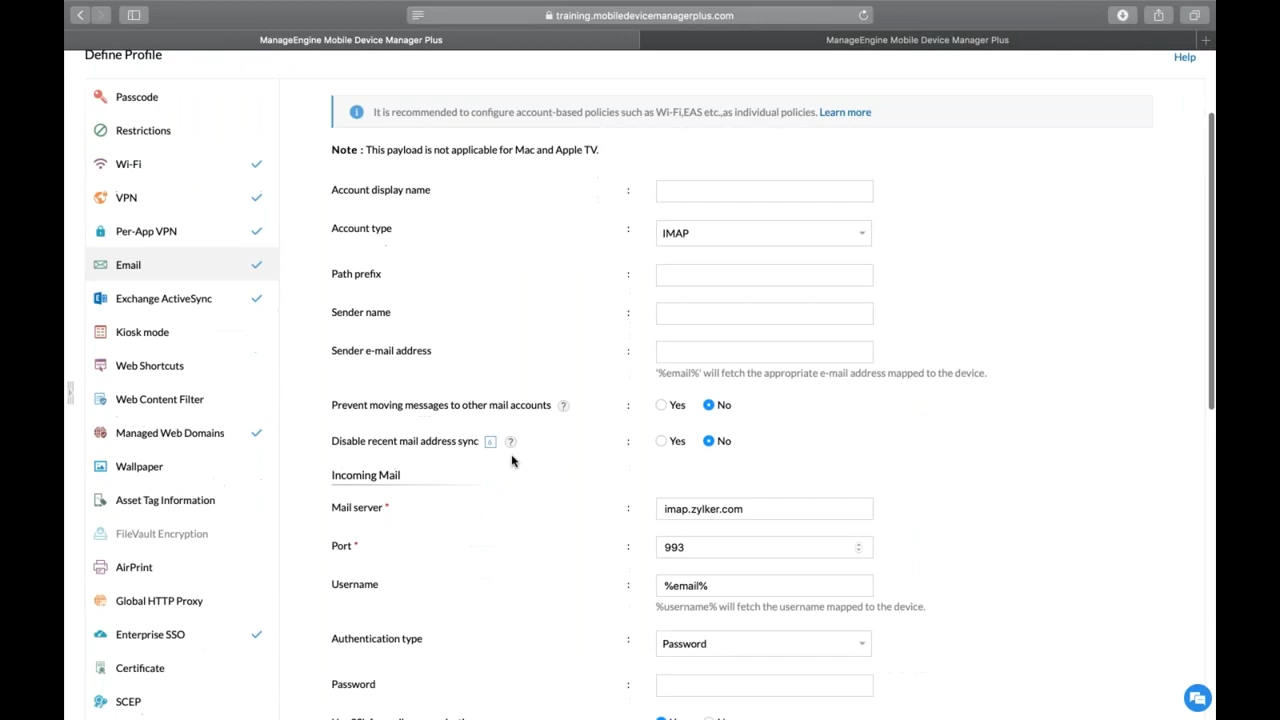 training.mobiledevicemanagerplus.com
ManageEngine Mobile Device Manager Plus
ManageEngine Mobile Device Manager Plus
Define Profile
Help
Passcode
Restrictions
Wi-Fi
VPN
Per-App VPN
Email
Exchange ActiveSync
Kiosk mode
Web Shortcuts
Web Content Filter
Managed Web Domains
Wallpaper
Asset Tag Information
FileVault Encryption
AirPrint
Global HTTP Proxy
Enterprise SSO
Certificate
SCEP
It is recommended to configure account-based policies such as Wi-Fi,EAS etc.,as individual policies. Learn more
Note : This payload is not applicable for Mac and Apple TV.
Account display name :
Account type : IMAP
Path prefix :
Sender name :
Sender e-mail address :
'%email%' will fetch the appropriate e-mail address mapped to the device.
Prevent moving messages to other mail accounts ? : Yes No
Disable recent mail address sync 6 ? : Yes No
Incoming Mail
Mail server * : imap.zylker.com
Port * : 993
Username : %email%
%username% will fetch the username mapped to the device.
Authentication type : Password
Password :